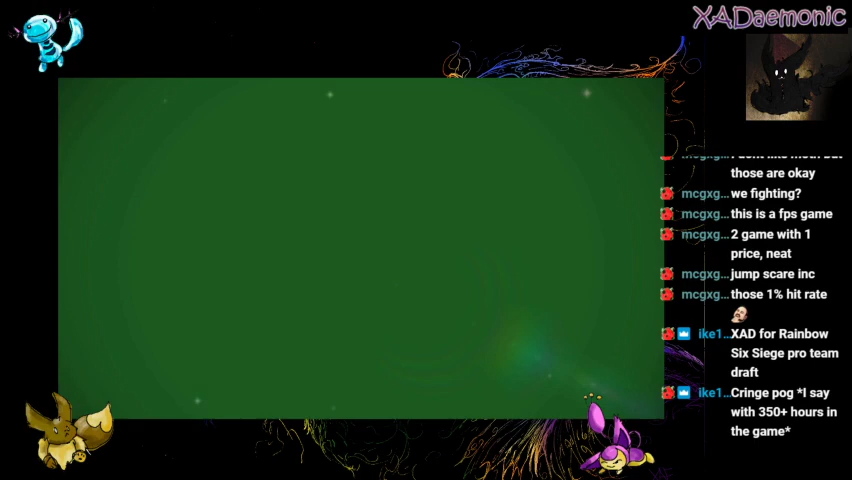 XADaemonic
those are okay
mcgxg... we fighting?
mcgxg... this is a fps game
mcgxg... 2 game with 1
price, neat
mcgxg... jump scare inc
mcgxg... those 1% hit rate
ike1... XAD for Rainbow
Six Siege pro team
draft
ike1... Cringe pog *I say
with 350+ hours in
the game*